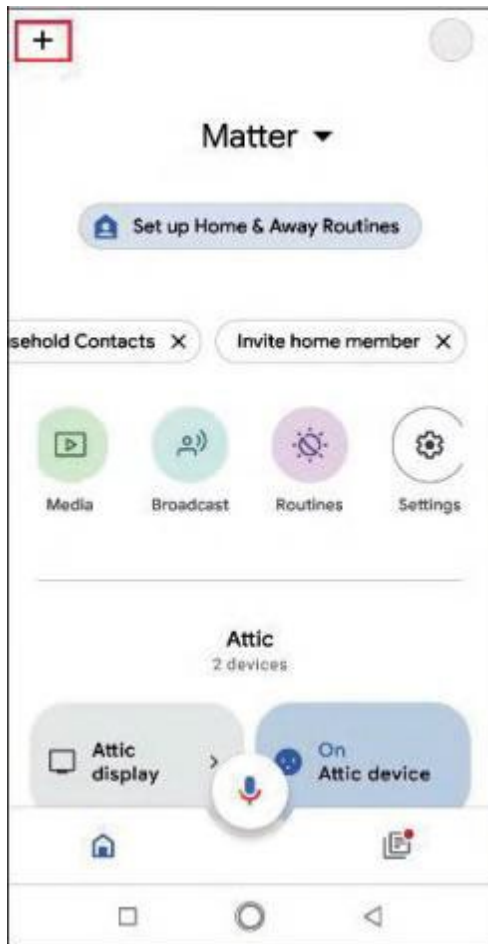 Matter
Set up Home & Away Routines
sehold Contacts
Invite home member
Media
Broadcast
Routines
Settings
Attic
2 devices
Attic
display
On
Attic device